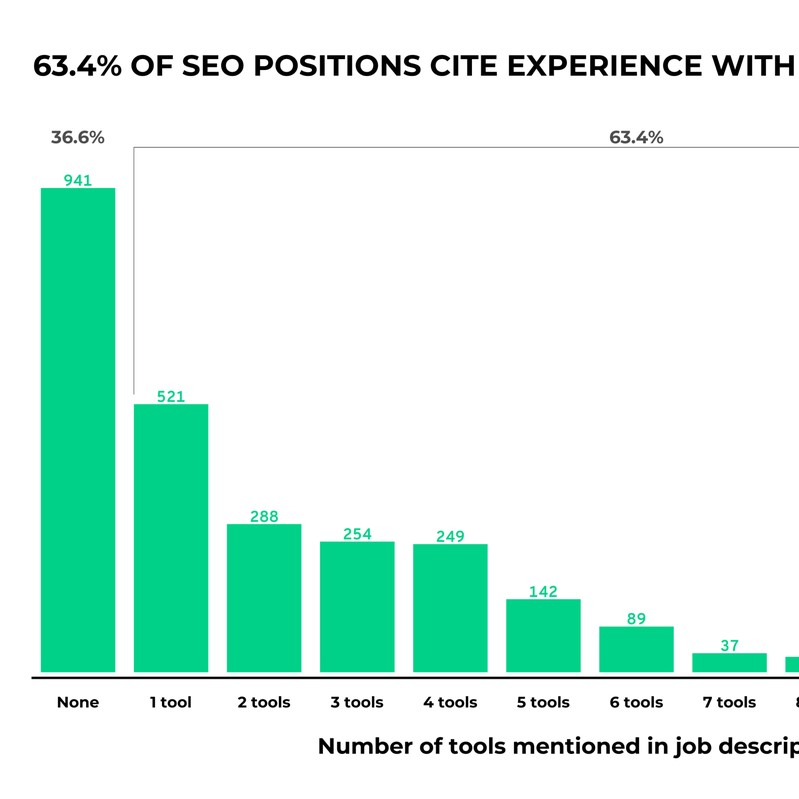 63.4% OF SEO POSITIONS CITE EXPERIENCE WITH
36.6%
63.4%
941
521
288
254
249
142
89
37
None
1 tool
2 tools
3 tools
4 tools
5 tools
6 tools
7 tools
Number of tools mentioned in job